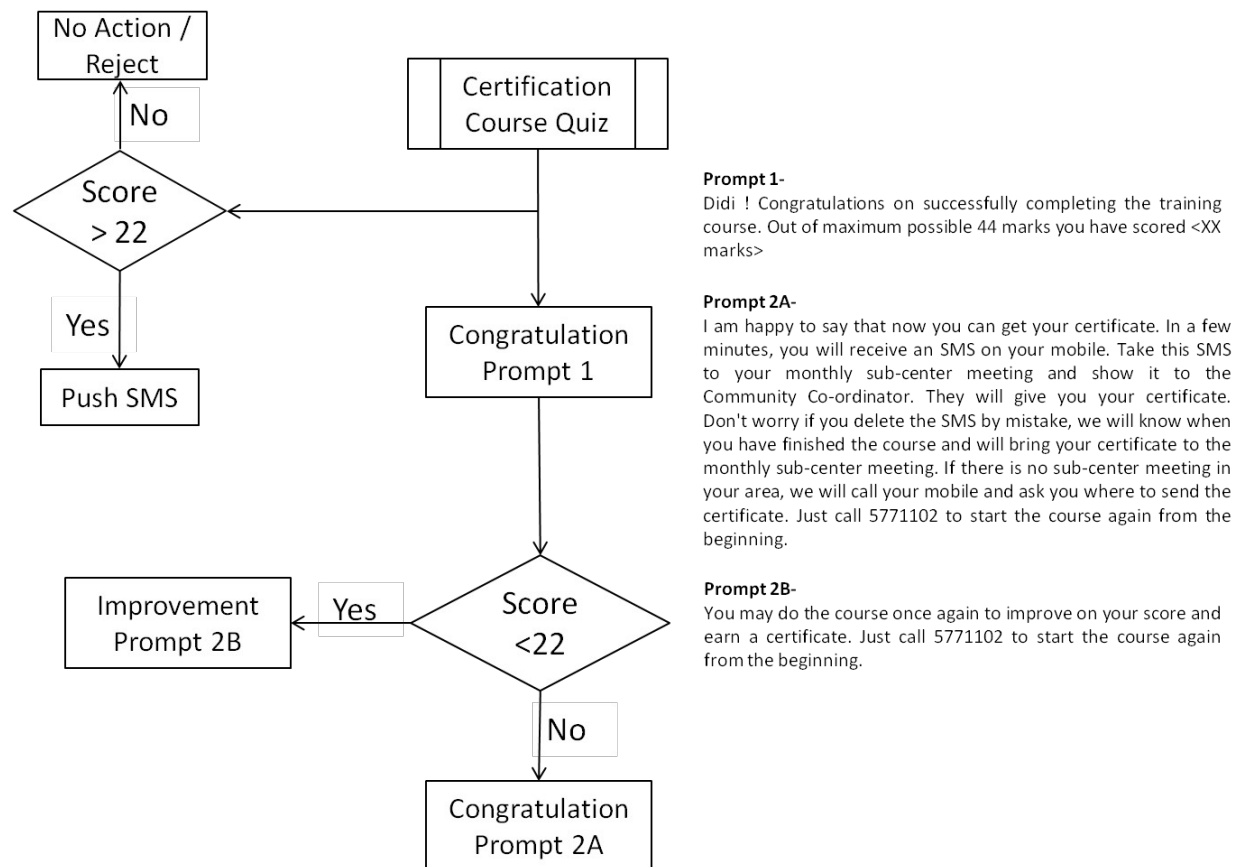 No Action /
Reject
No
Score
> 22
Yes
Push SMS
Certification
Course Quiz
Congratulation
Prompt 1
Score
<22
Yes
Improvement
Prompt 2B
No
Congratulation
Prompt 2A
Prompt 1-
Didi ! Congratulations on successfully completing the training
course. Out of maximum possible 44 marks you have scored <XX
marks>
Prompt 2A-
I am happy to say that now you can get your certificate. In a few
minutes, you will receive an SMS on your mobile. Take this SMS
to your monthly sub-center meeting and show it to the
Community Co-ordinator. They will give you your certificate.
Don't worry if you delete the SMS by mistake, we will know when
you have finished the course and will bring your certificate to the
monthly sub-center meeting. If there is no sub-center meeting in
your area, we will call your mobile and ask you where to send the
certificate. Just call 5771102 to start the course again from the
beginning.
Prompt 2B-
You may do the course once again to improve on your score and
earn a certificate. Just call 5771102 to start the course again
from the beginning.